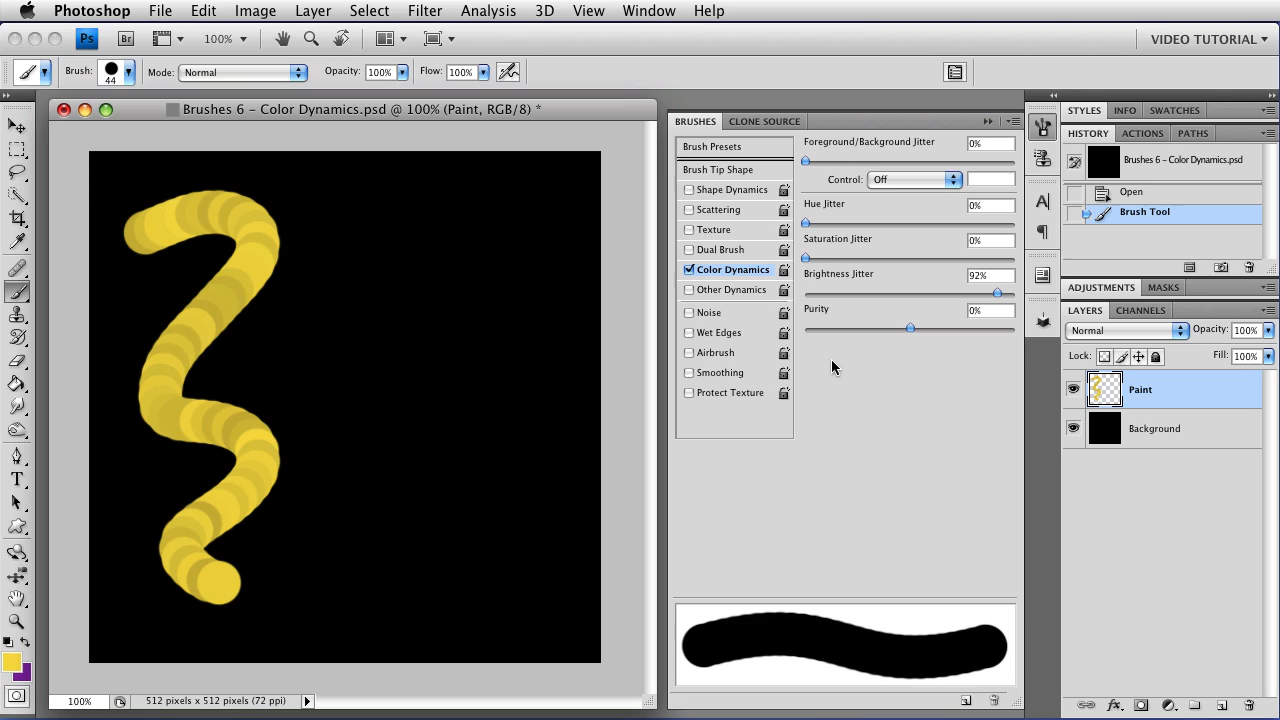 Photoshop File Edit Image Layer Select Filter Analysis 3D View Window Help
Ps Br 100% VIDEO TUTORIAL
Brush: 44 Mode: Normal Opacity: 100% Flow: 100%
Brushes 6 – Color Dynamics.psd @ 100% (Paint, RGB/8) *
BRUSHES CLONE SOURCE
Brush Presets
Brush Tip Shape
Shape Dynamics
Scattering
Texture
Dual Brush
Color Dynamics
Other Dynamics
Noise
Wet Edges
Airbrush
Smoothing
Protect Texture
Foreground/Background Jitter 0%
Control: Off
Hue Jitter 0%
Saturation Jitter 0%
Brightness Jitter 92%
Purity 0%
STYLES INFO SWATCHES
HISTORY ACTIONS PATHS
Brushes 6 – Color Dynamics.psd
Open
Brush Tool
ADJUSTMENTS MASKS
LAYERS CHANNELS
Normal Opacity: 100%
Lock: Fill: 100%
Paint
Background
100% 512 pixels x 512 pixels (72 ppi)